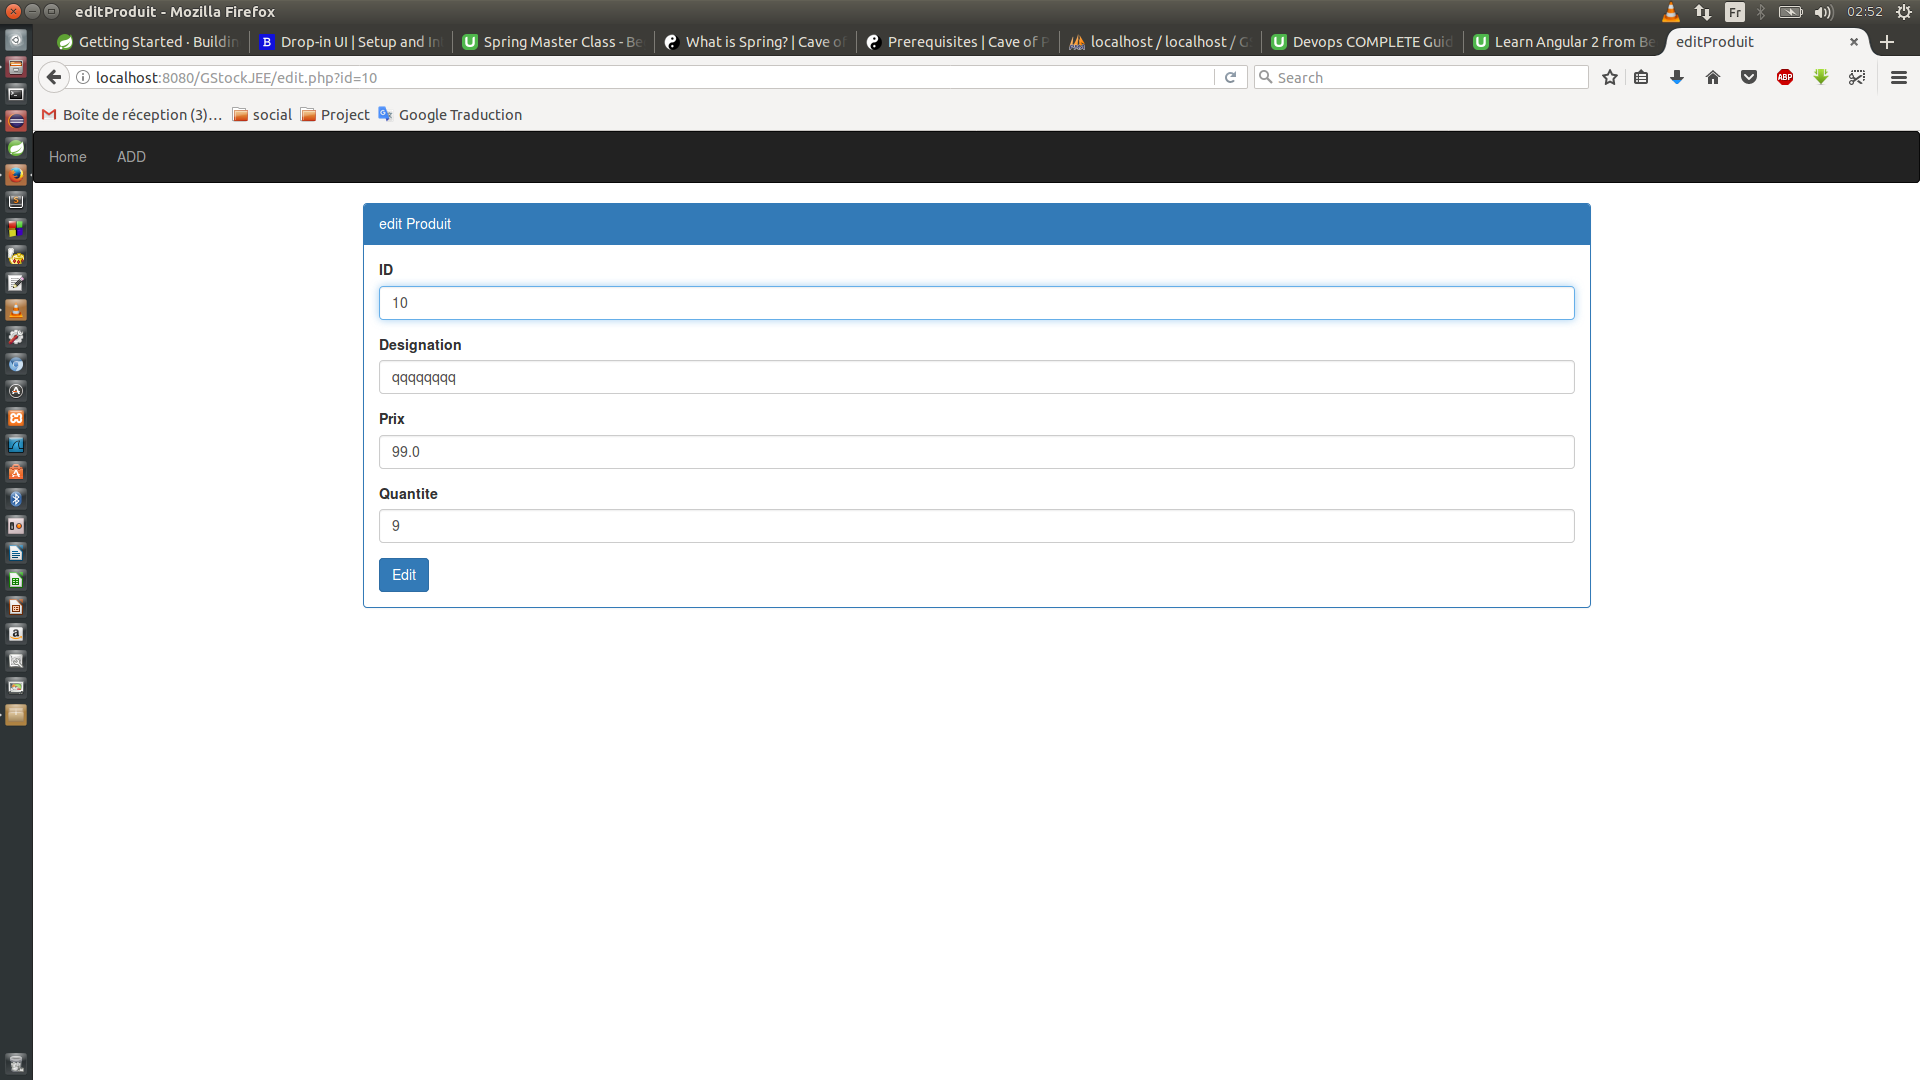 editProduit - Mozilla Firefox
Fr
02:52
Getting Started · Buildin
Drop-in UI | Setup and In
Spring Master Class - Be
What is Spring? | Cave of
Prerequisites | Cave of P
localhost / localhost / G
Devops COMPLETE Guid
Learn Angular 2 from Be
editProduit
localhost:8080/GStockJEE/edit.php?id=10
Search
ABP
Boîte de réception (3)...
social
Project
Google Traduction
Home
ADD
edit Produit
ID
10
Designation
qqqqqqqq
Prix
99.0
Quantite
9
Edit